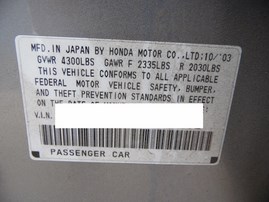 MFD. IN JAPAN BY HONDA MOTOR CO.,LTD:10/'03
GVWR 4300LBS GAWR F 2335LBS R 2030LBS
THIS VEHICLE CONFORMS TO ALL APPLICABLE
FEDERAL MOTOR VEHICLE SAFETY, BUMPER,
AND THEFT PREVENTION STANDARDS IN EFFECT
ON THE DATE OF
V.I.N.
PASSENGER CAR